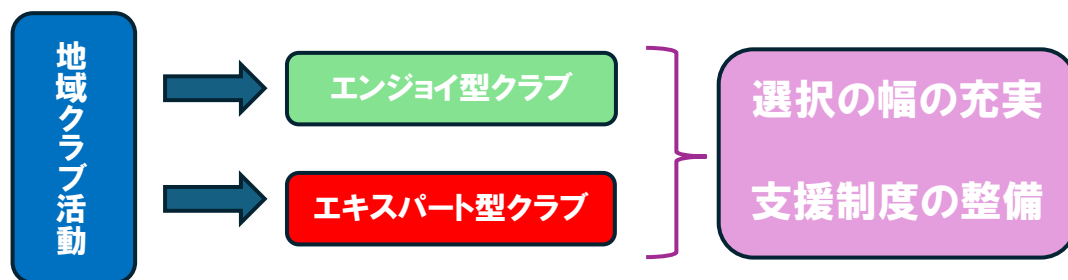 地域クラブ活動
エンジョイ型クラブ
エキスパート型クラブ
選択の幅の充実
支援制度の整備